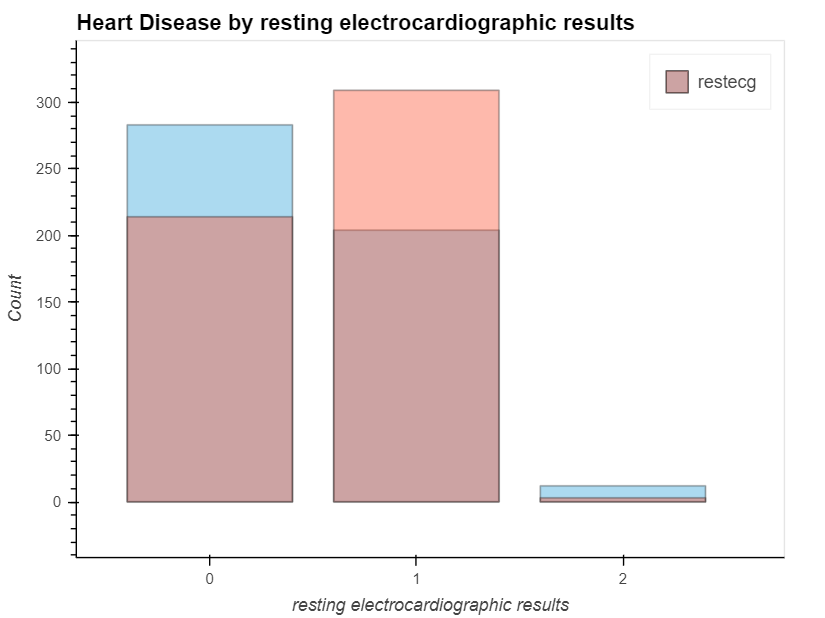 Heart Disease by resting electrocardiographic results
restecg
300
250
200
150
100
50
0
Count
0 1 2
resting electrocardiographic results